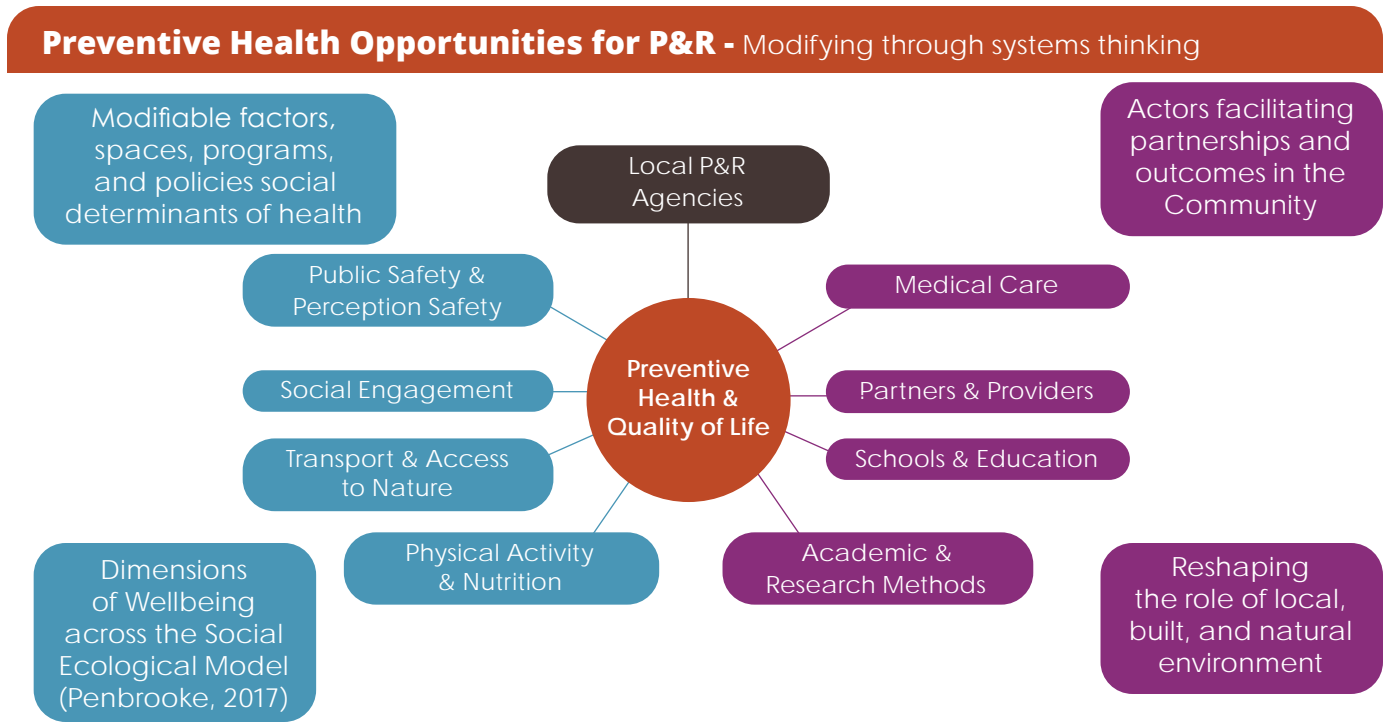 Preventive Health Opportunities for P&R - Modifying through systems thinking
Modifiable factors,
spaces, programs,
and policies social
determinants of health
Local P&R
Agencies
Actors facilitating
partnerships and
outcomes in the
Community
Public Safety &
Perception Safety
Social Engagement
Transport & Access
to Nature
Physical Activity
& Nutrition
Preventive
Health &
Quality of Life
Medical Care
Partners & Providers
Schools & Education
Academic &
Research Methods
Dimensions
of Wellbeing
across the Social
Ecological Model
(Penbrooke, 2017)
Reshaping
the role of local,
built, and natural
environment